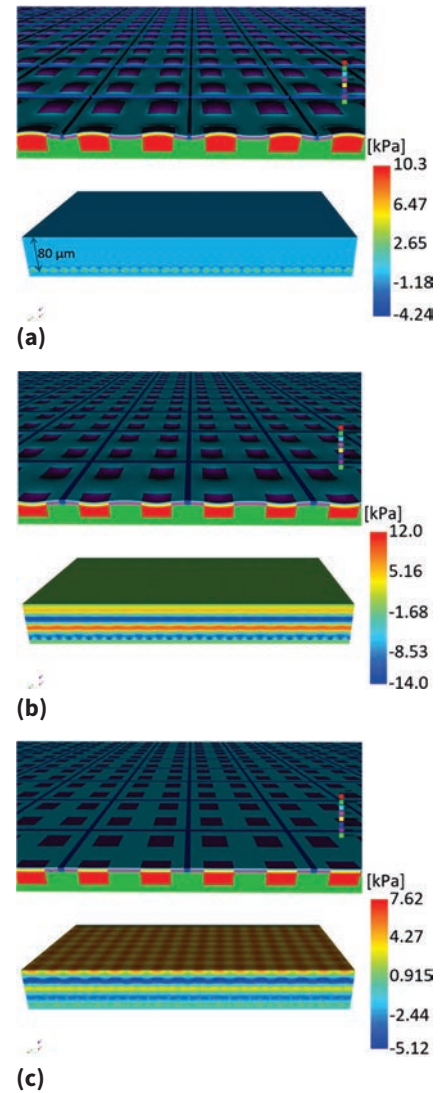 [kPa]
10.3
6.47
2.65
-1.18
-4.24
80 µm
(a)
[kPa]
12.0
5.16
-1.68
-8.53
-14.0
(b)
[kPa]
7.62
4.27
0.915
-2.44
-5.12
(c)